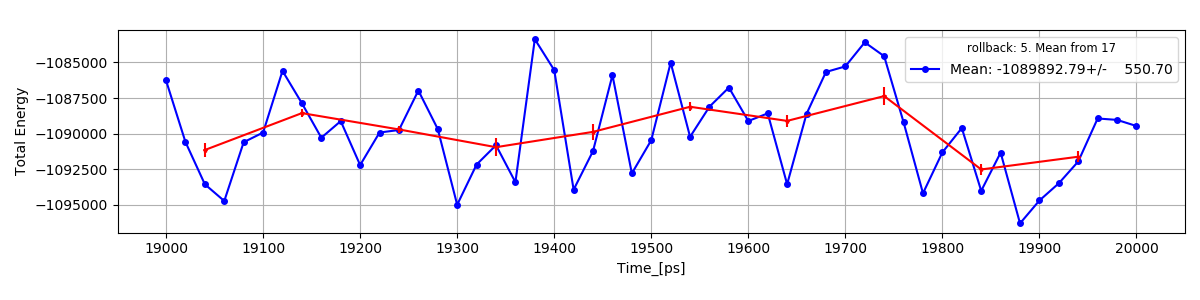 rollback: 5. Mean from 17
Mean: -1089892.79+/-    550.70
Total Energy
−1085000
−1087500
−1090000
−1092500
−1095000
19000 19100 19200 19300 19400 19500 19600 19700 19800 19900 20000
Time_[ps]